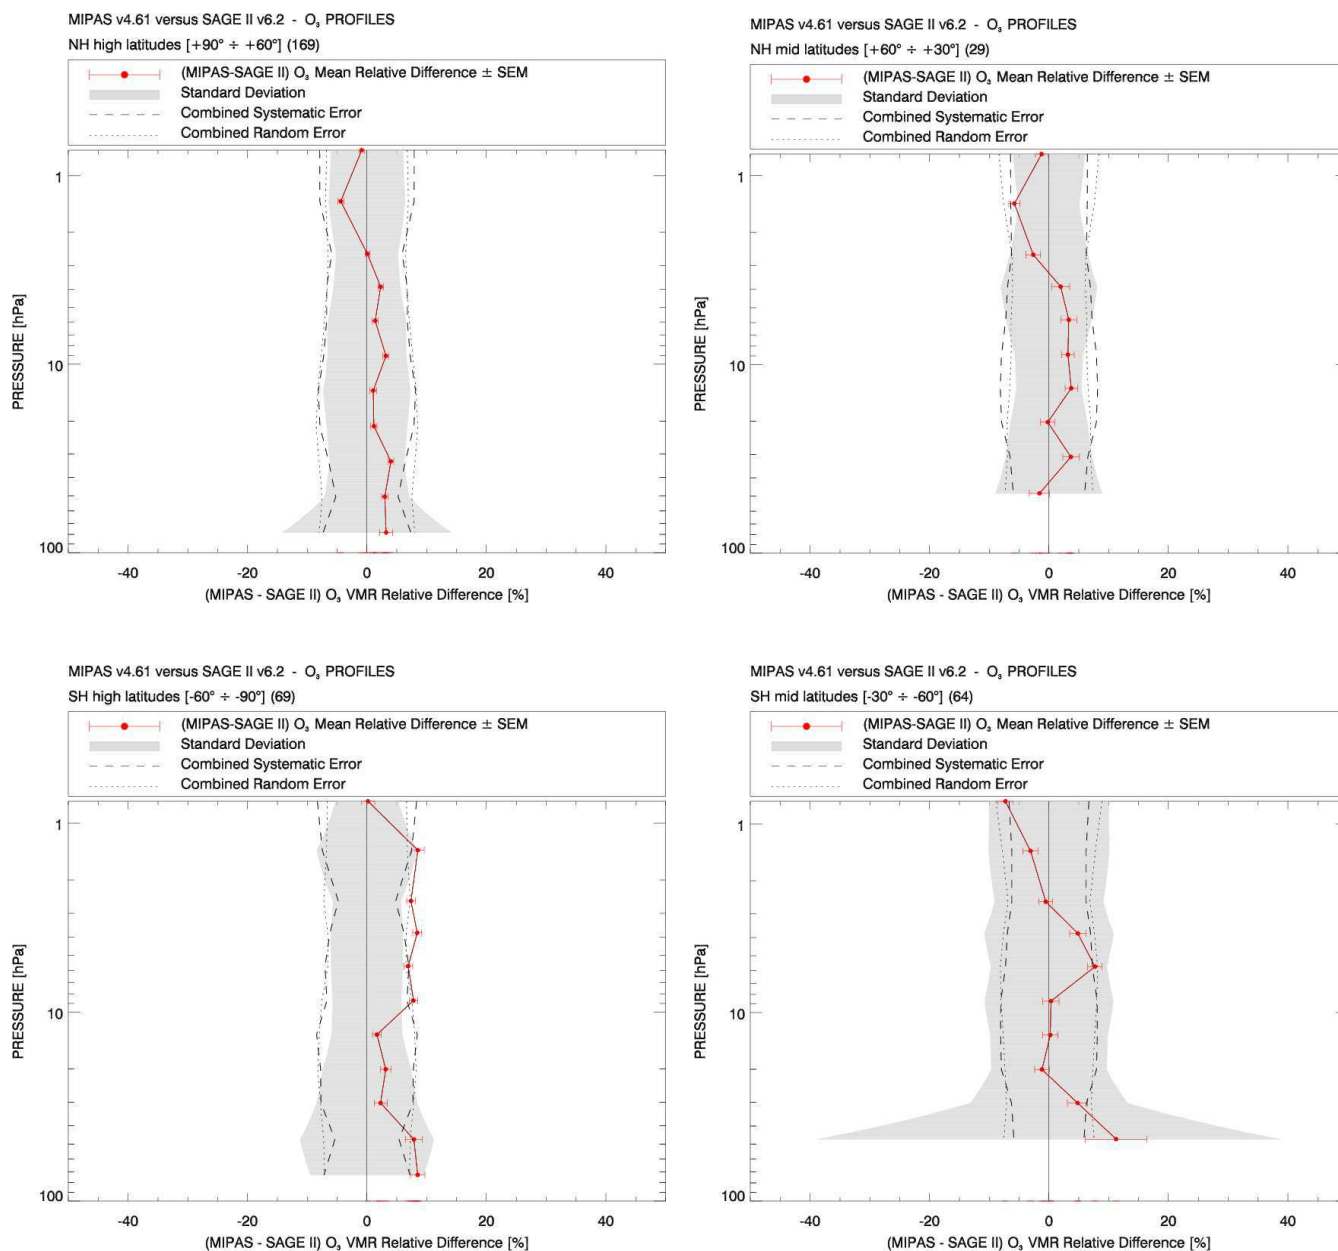 MIPAS v4.61 versus SAGE II v6.2 - O₃ PROFILES
NH high latitudes [+90° ÷ +60°] (169)
(MIPAS-SAGE II) O₃ Mean Relative Difference ± SEM
Standard Deviation
Combined Systematic Error
Combined Random Error
PRESSURE [hPa]
1
10
100
-40 -20 0 20 40
(MIPAS - SAGE II) O₃ VMR Relative Difference [%]
MIPAS v4.61 versus SAGE II v6.2 - O₃ PROFILES
NH mid latitudes [+60° ÷ +30°] (29)
(MIPAS-SAGE II) O₃ Mean Relative Difference ± SEM
Standard Deviation
Combined Systematic Error
Combined Random Error
PRESSURE [hPa]
1
10
100
-40 -20 0 20 40
(MIPAS - SAGE II) O₃ VMR Relative Difference [%]
MIPAS v4.61 versus SAGE II v6.2 - O₃ PROFILES
SH high latitudes [-60° ÷ -90°] (69)
(MIPAS-SAGE II) O₃ Mean Relative Difference ± SEM
Standard Deviation
Combined Systematic Error
Combined Random Error
PRESSURE [hPa]
1
10
100
-40 -20 0 20 40
(MIPAS - SAGE II) O₃ VMR Relative Difference [%]
MIPAS v4.61 versus SAGE II v6.2 - O₃ PROFILES
SH mid latitudes [-30° ÷ -60°] (64)
(MIPAS-SAGE II) O₃ Mean Relative Difference ± SEM
Standard Deviation
Combined Systematic Error
Combined Random Error
PRESSURE [hPa]
1
10
100
-40 -20 0 20 40
(MIPAS - SAGE II) O₃ VMR Relative Difference [%]